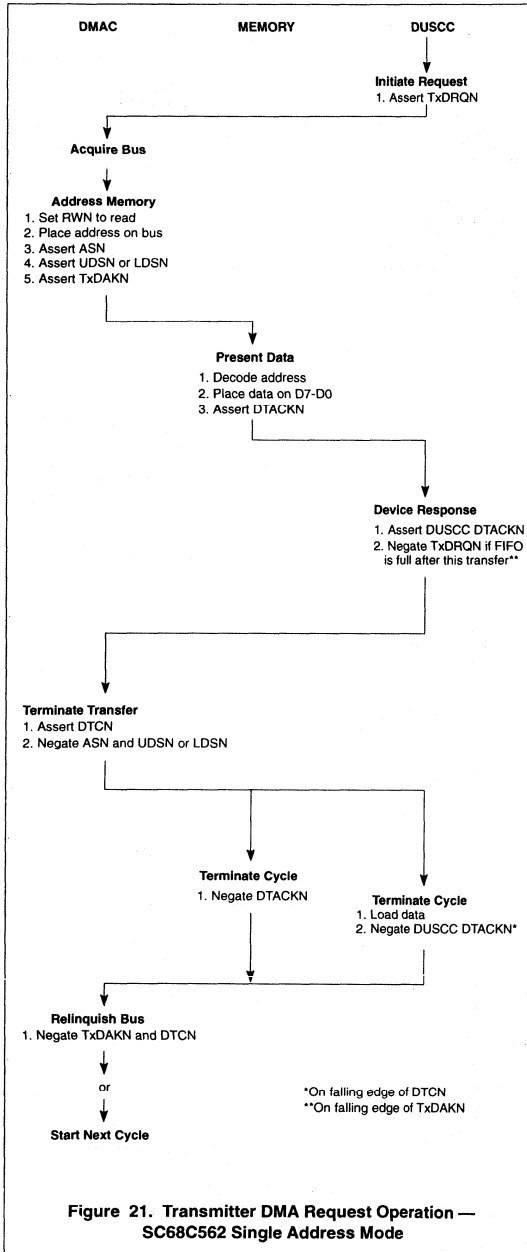 DMAC MEMORY DUSCC
Initiate Request
1. Assert TxDRQN
Acquire Bus
Address Memory
1. Set RWN to read
2. Place address on bus
3. Assert ASN
4. Assert UDSN or LDSN
5. Assert TxDAKN
Present Data
1. Decode address
2. Place data on D7-D0
3. Assert DTACKN
Device Response
1. Assert DUSCC DTACKN
2. Negate TxDRQN if FIFO
is full after this transfer**
Terminate Transfer
1. Assert DTCN
2. Negate ASN and UDSN or LDSN
Terminate Cycle
1. Negate DTACKN
Terminate Cycle
1. Load data
2. Negate DUSCC DTACKN*
Relinquish Bus
1. Negate TxDAKN and DTCN
or
Start Next Cycle
*On falling edge of DTCN
**On falling edge of TxDAKN
Figure 21. Transmitter DMA Request Operation —
SC68C562 Single Address Mode